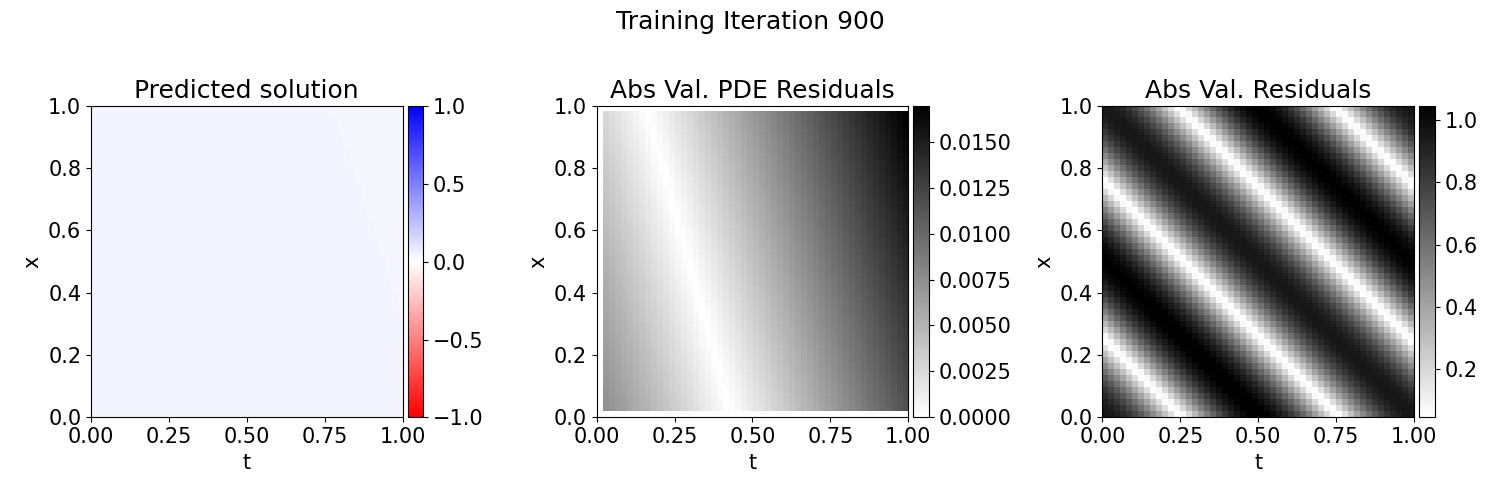 Training Iteration 900
Predicted solution
1.0
0.8
0.6
0.4
0.2
0.0
x
0.00 0.25 0.50 0.75 1.00
t
1.0
0.5
0.0
−0.5
−1.0
Abs Val. PDE Residuals
1.0
0.8
0.6
0.4
0.2
0.0
x
0.00 0.25 0.50 0.75 1.00
t
0.0150
0.0125
0.0100
0.0075
0.0050
0.0025
0.0000
Abs Val. Residuals
1.0
0.8
0.6
0.4
0.2
0.0
x
0.00 0.25 0.50 0.75 1.00
t
1.0
0.8
0.6
0.4
0.2